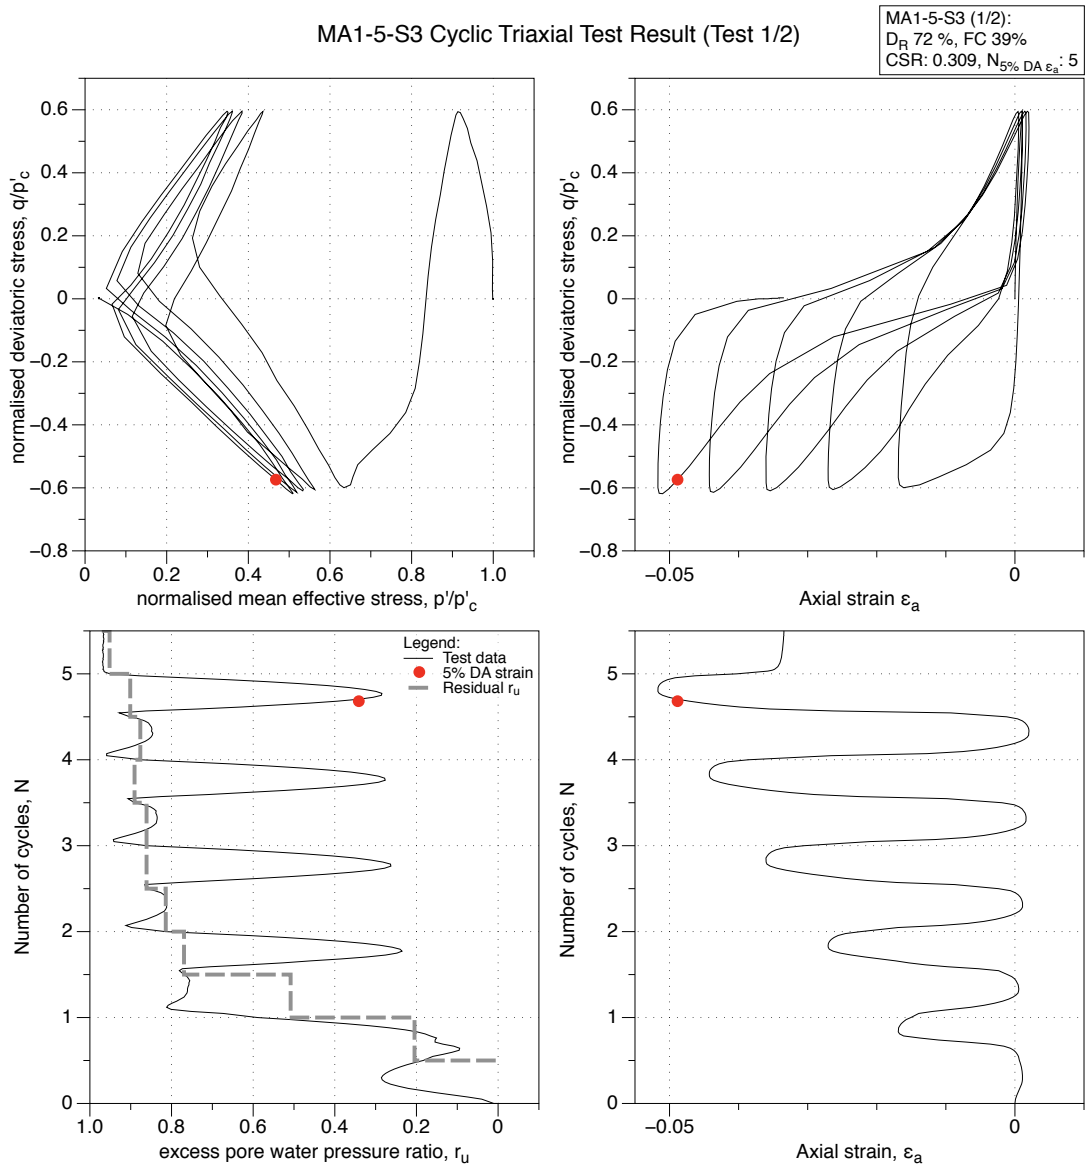 MA1-5-S3 Cyclic Triaxial Test Result (Test 1/2)
MA1-5-S3 (1/2):
D_R 72 %, FC 39%
CSR: 0.309, N_5% DA ε_a: 5
0.6
0.4
0.2
0
−0.2
−0.4
−0.6
−0.8
normalised deviatoric stress, q/p'c
0 0.2 0.4 0.6 0.8 1.0
normalised mean effective stress, p'/p'c
0.6
0.4
0.2
0
−0.2
−0.4
−0.6
−0.8
normalised deviatoric stress, q/p'c
−0.05 0
Axial strain εa
5
4
3
2
1
0
Number of cycles, N
Legend:
Test data
5% DA strain
Residual ru
1.0 0.8 0.6 0.4 0.2 0
excess pore water pressure ratio, ru
5
4
3
2
1
0
Number of cycles, N
−0.05 0
Axial strain, εa